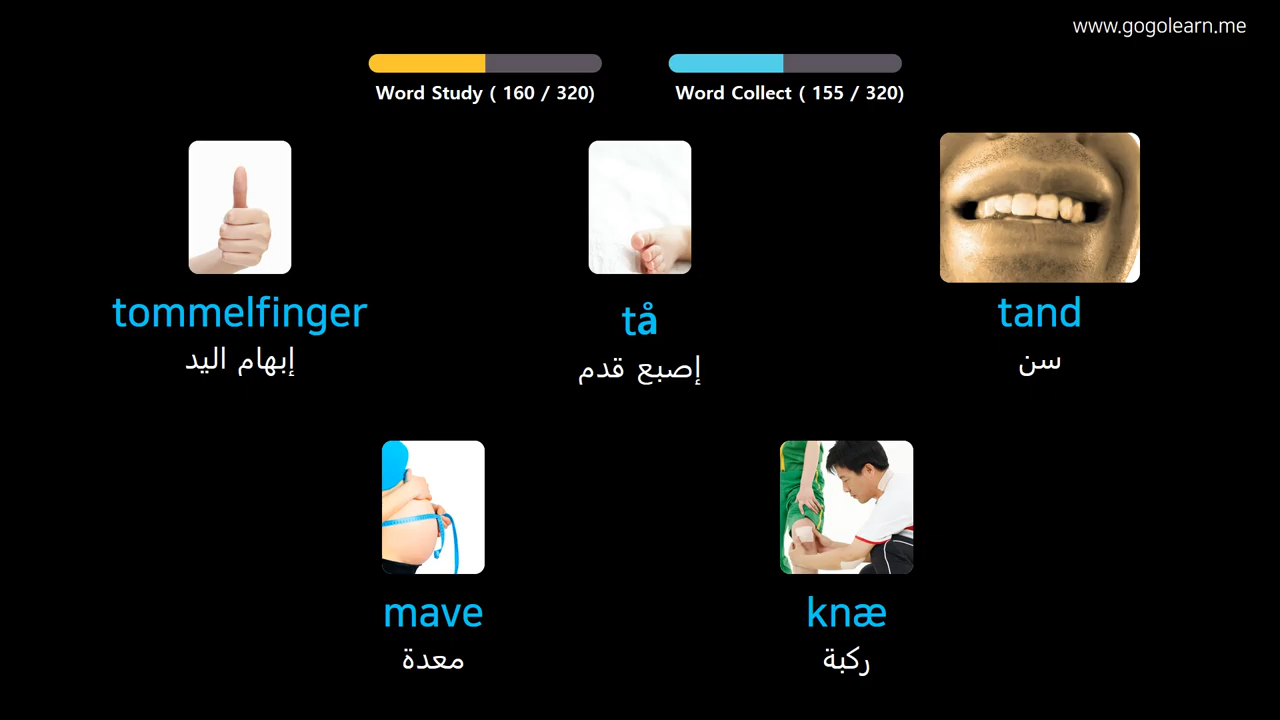 www.gogolearn.me
Word Study ( 160 / 320)
Word Collect ( 155 / 320)
tommelfinger
إبهام اليد
tå
إصبع قدم
tand
سن
mave
معدة
knæ
ركبة